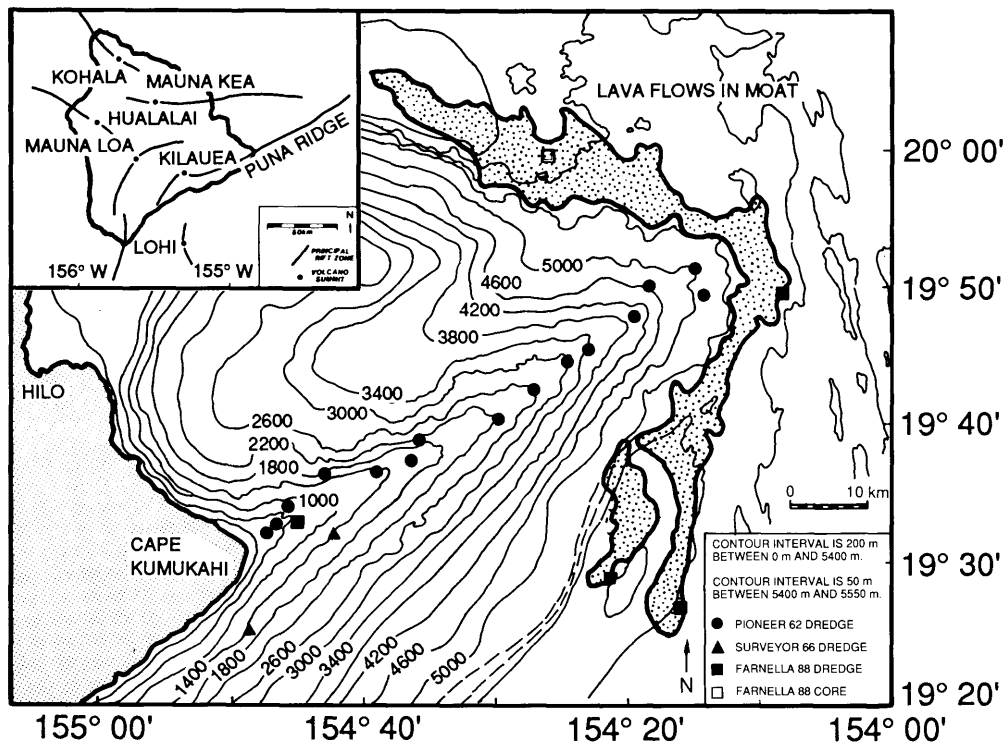 KOHALA
MAUNA KEA
HUALALAI
MAUNA LOA
KILAUEA
PUNA RIDGE
LOHI
156° W
155° W
N
50km
PRINCIPAL
RIFT ZONE
VOLCANO
SUMMIT
LAVA FLOWS IN MOAT
20° 00'
19° 50'
19° 40'
19° 30'
19° 20'
5000
4600
4200
3800
3400
3000
2600
2200
1800
1000
HILO
CAPE
KUMUKAHI
1400
1800
2600
3000
3400
4200
4600
5000
0 10 km
CONTOUR INTERVAL IS 200 m
BETWEEN 0 m AND 5400 m.
CONTOUR INTERVAL IS 50 m
BETWEEN 5400 m AND 5550 m.
PIONEER 62 DREDGE
SURVEYOR 66 DREDGE
FARNELLA 88 DREDGE
FARNELLA 88 CORE
N
155° 00'
154° 40'
154° 20'
154° 00'